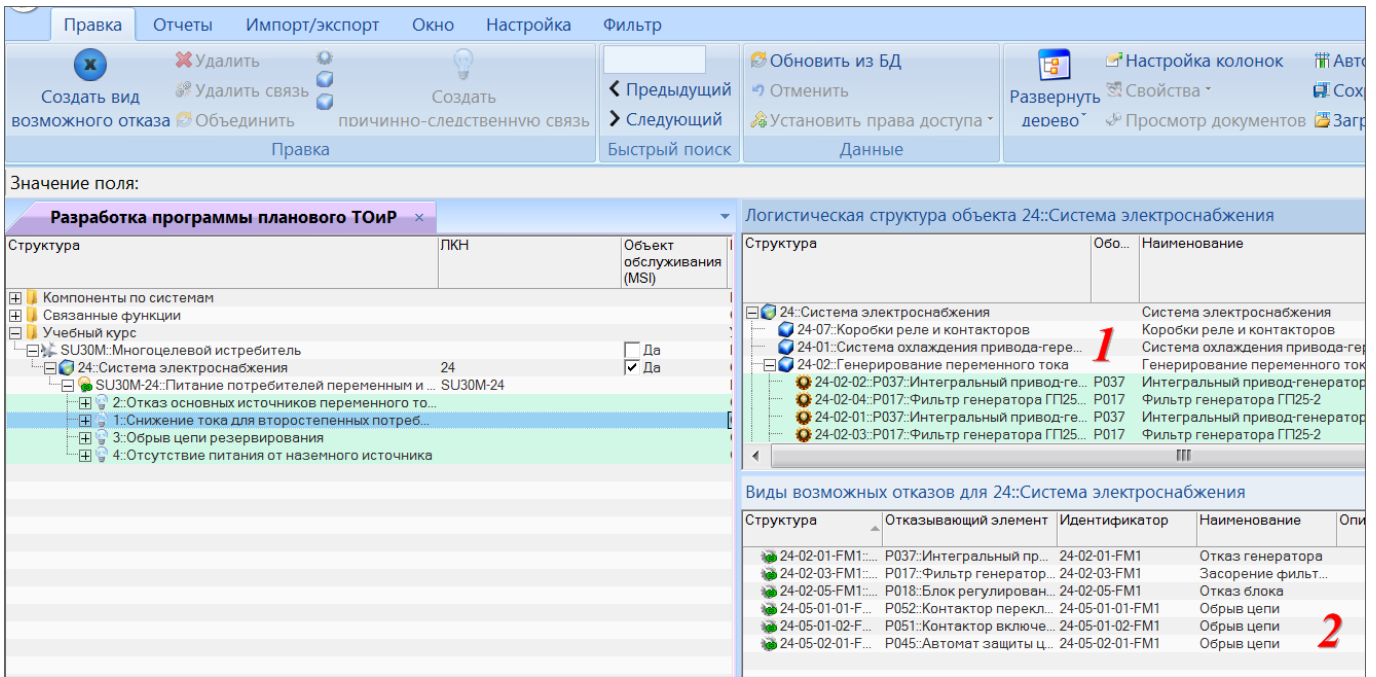 Правка Отчеты Импорт/экспорт Окно Настройка Фильтр
Удалить Обновить из БД Настройка колонок Авто
Создать вид Удалить связь Создать Предыдущий Отменить Развернуть Свойства Сох
возможного отказа Объединить причинно-следственную связь Следующий Установить права доступа дерево Просмотр документов Загр
Правка Быстрый поиск Данные
Значение поля:
Разработка программы планового ТОиР ×
Структура ЛКН Объект обслуживания (MSI)
Компоненты по системам
Связанные функции
Учебный курс
SU30M::Многоцелевой истребитель Да
24::Система электроснабжения 24 Да
SU30M-24::Питание потребителей переменным и ... SU30M-24
2::Отказ основных источников переменного то...
1::Снижение тока для второстепенных потреб...
3::Обрыв цепи резервирования
4::Отсутствие питания от наземного источника
Логистическая структура объекта 24::Система электроснабжения
Структура Обо... Наименование
24::Система электроснабжения Система электроснабжения
24-07::Коробки реле и контакторов Коробки реле и контакторов
24-01::Система охлаждения привода-гере... Система охлаждения привода-гер
24-02::Генерирование переменного тока Генерирование переменного ток
24-02-02::P037::Интегральный привод-ге... P037 Интегральный привод-генератор
24-02-04::P017::Фильтр генератора ГП25... P017 Фильтр генератора ГП25-2
24-02-01::P037::Интегральный привод-ге... P037 Интегральный привод-генератор
24-02-03::P017::Фильтр генератора ГП25... P017 Фильтр генератора ГП25-2
1
Виды возможных отказов для 24::Система электроснабжения
Структура Отказывающий элемент Идентификатор Наименование Опи
24-02-01-FM1::... P037::Интегральный пр... 24-02-01-FM1 Отказ генератора
24-02-03-FM1::... P017::Фильтр генератор... 24-02-03-FM1 Засорение фильт...
24-02-05-FM1::... P018::Блок регулирован... 24-02-05-FM1 Отказ блока
24-05-01-01-F... P052::Контактор перекл... 24-05-01-01-FM1 Обрыв цепи
24-05-01-02-F... P051::Контактор включе... 24-05-01-02-FM1 Обрыв цепи
24-05-02-01-F... P045::Автомат защиты ц... 24-05-02-01-FM1 Обрыв цепи
2